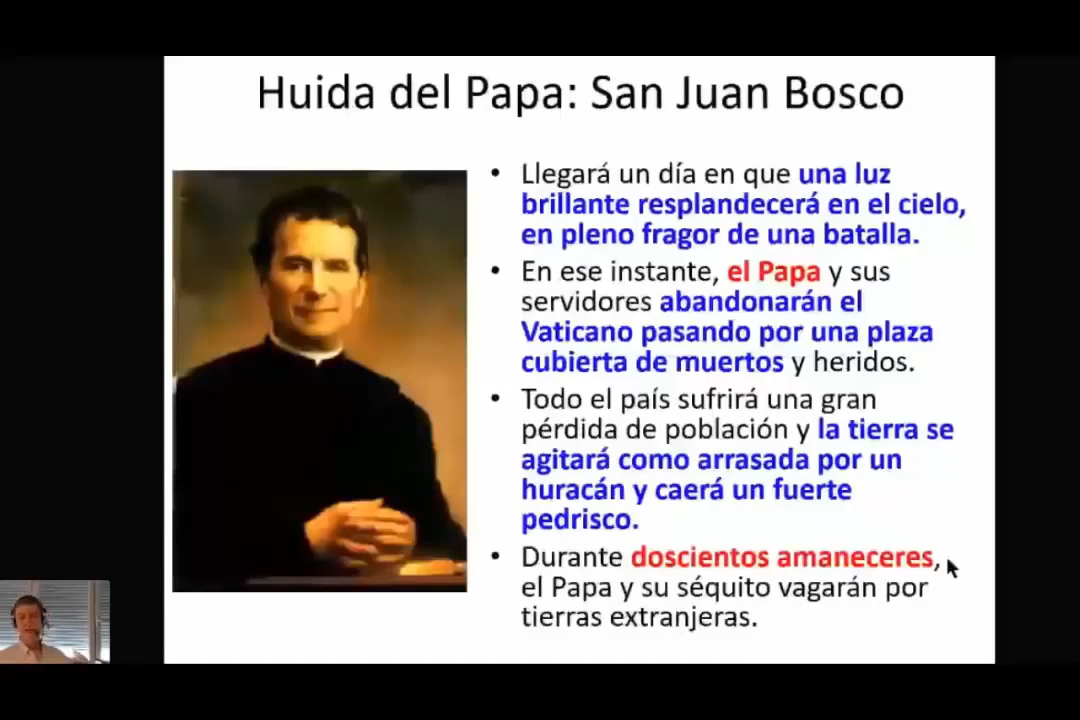 Huida del Papa: San Juan Bosco
• Llegará un día en que una luz
brillante resplandecerá en el cielo,
en pleno fragor de una batalla.
• En ese instante, el Papa y sus
servidores abandonarán el
Vaticano pasando por una plaza
cubierta de muertos y heridos.
• Todo el país sufrirá una gran
pérdida de población y la tierra se
agitará como arrasada por un
huracán y caerá un fuerte
pedrisco.
• Durante doscientos amaneceres,
el Papa y su séquito vagarán por
tierras extranjeras.